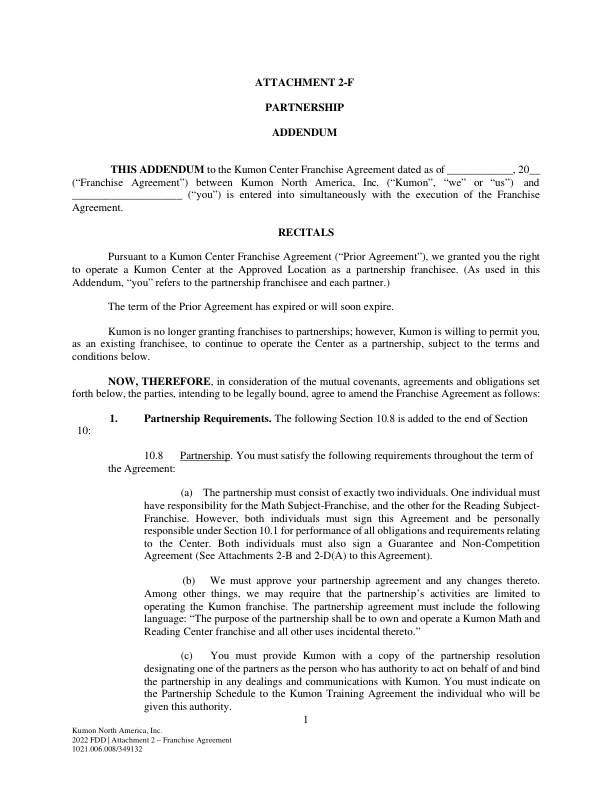 ATTACHMENT 2-F
PARTNERSHIP
ADDENDUM
THIS ADDENDUM to the Kumon Center Franchise Agreement dated as of ____________, 20__
(“Franchise Agreement”) between Kumon North America, Inc. (“Kumon”, “we” or “us”) and
____________________ (“you”) is entered into simultaneously with the execution of the Franchise
Agreement.
RECITALS
Pursuant to a Kumon Center Franchise Agreement (“Prior Agreement”), we granted you the right
to operate a Kumon Center at the Approved Location as a partnership franchisee. (As used in this
Addendum, “you” refers to the partnership franchisee and each partner.)
The term of the Prior Agreement has expired or will soon expire.
Kumon is no longer granting franchises to partnerships; however, Kumon is willing to permit you,
as an existing franchisee, to continue to operate the Center as a partnership, subject to the terms and
conditions below.
NOW, THEREFORE, in consideration of the mutual covenants, agreements and obligations set
forth below, the parties, intending to be legally bound, agree to amend the Franchise Agreement as follows:
1. Partnership Requirements. The following Section 10.8 is added to the end of Section
10:
10.8 Partnership. You must satisfy the following requirements throughout the term of
the Agreement:
(a) The partnership must consist of exactly two individuals. One individual must
have responsibility for the Math Subject-Franchise, and the other for the Reading Subject-
Franchise. However, both individuals must sign this Agreement and be personally
responsible under Section 10.1 for performance of all obligations and requirements relating
to the Center. Both individuals must also sign a Guarantee and Non-Competition
Agreement (See Attachments 2-B and 2-D(A) to this Agreement).
(b) We must approve your partnership agreement and any changes thereto.
Among other things, we may require that the partnership’s activities are limited to
operating the Kumon franchise. The partnership agreement must include the following
language: “The purpose of the partnership shall be to own and operate a Kumon Math and
Reading Center franchise and all other uses incidental thereto.”
(c) You must provide Kumon with a copy of the partnership resolution
designating one of the partners as the person who has authority to act on behalf of and bind
the partnership in any dealings and communications with Kumon. You must indicate on
the Partnership Schedule to the Kumon Training Agreement the individual who will be
given this authority.
1
Kumon North America, Inc.
2022 FDD | Attachment 2 – Franchise Agreement
1021.006.008/349132